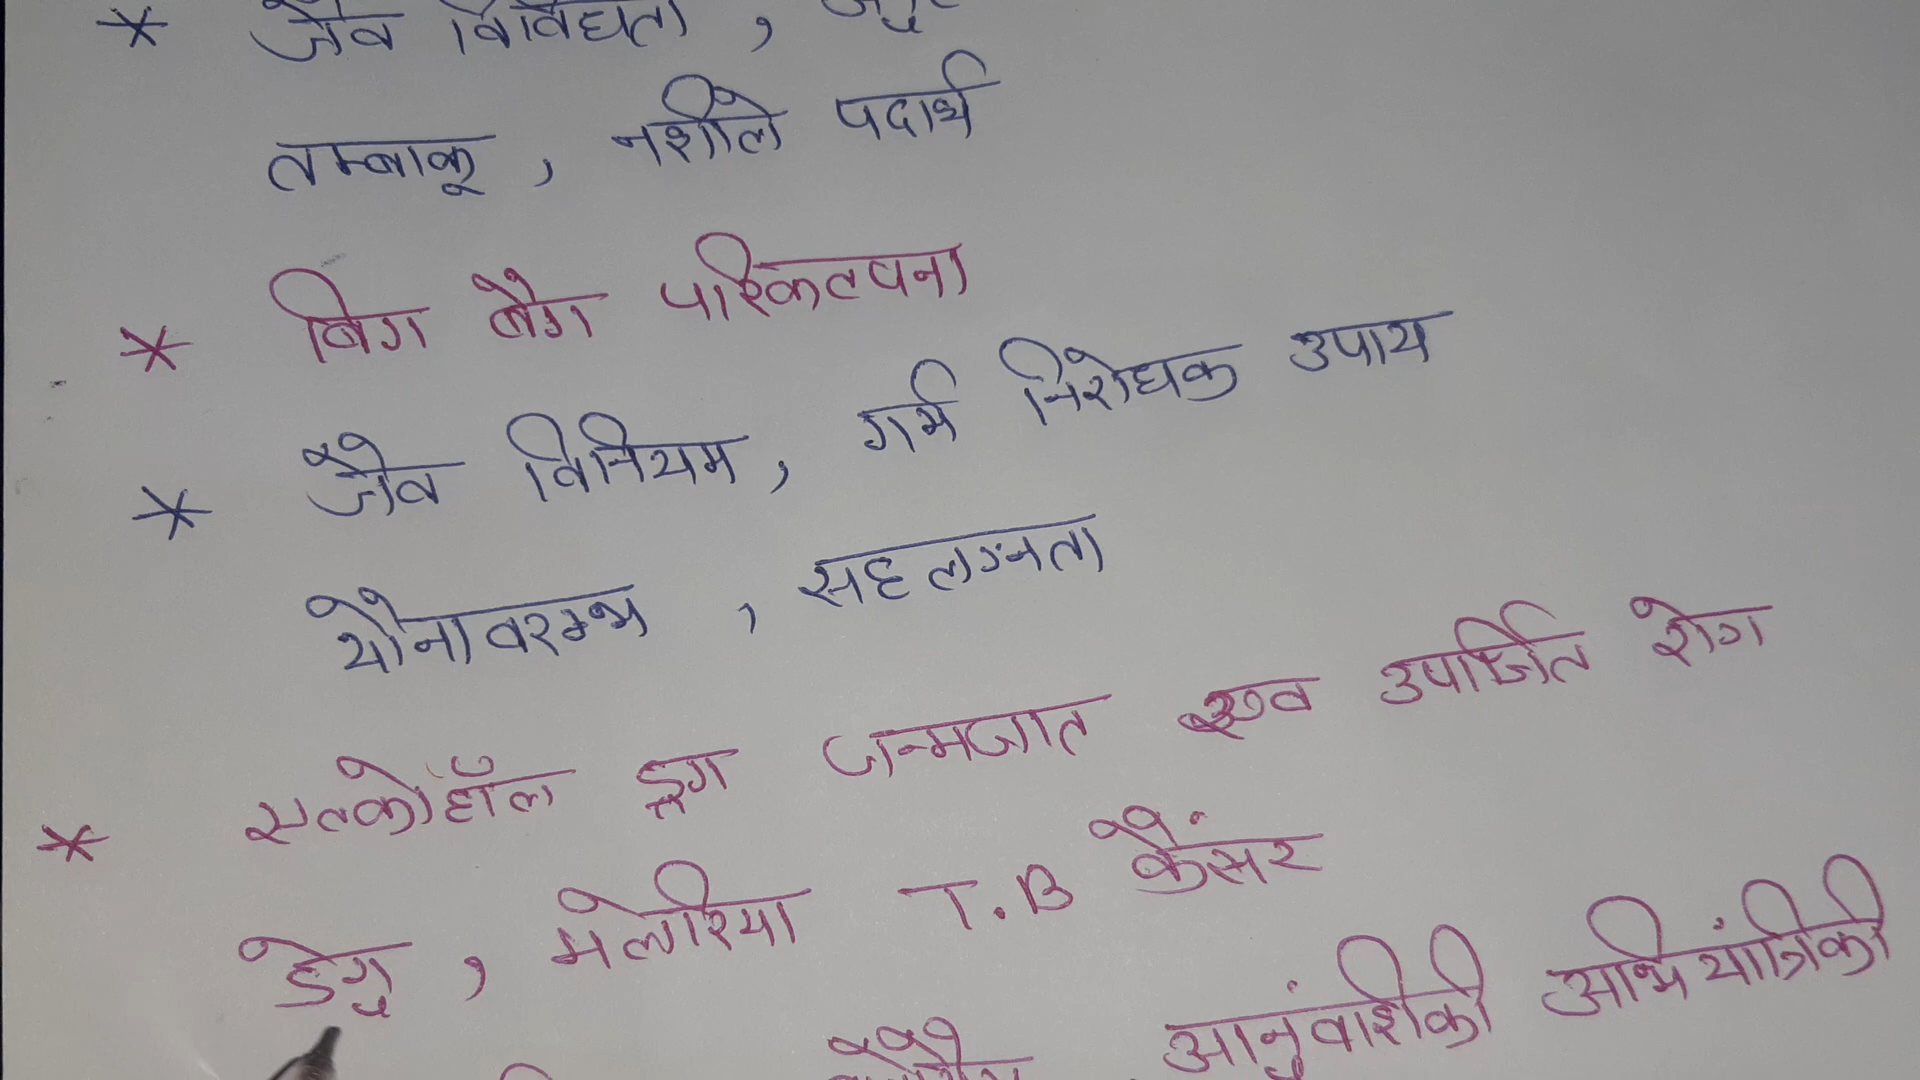 * जैव विविधता ,
तम्बाकू , नशीले पदार्थ
* बिग बैग परिकल्पना
* जैव विनियम , गर्भ निरोधक उपाय
यौनावरम्भ , सहलग्नता
* एल्कोहॉल ड्रग जन्मजात एव उपार्जित रोग
डेगू , मलेरिया T.B कैंसर
आनुंवाशिकी अभियांत्रिकी